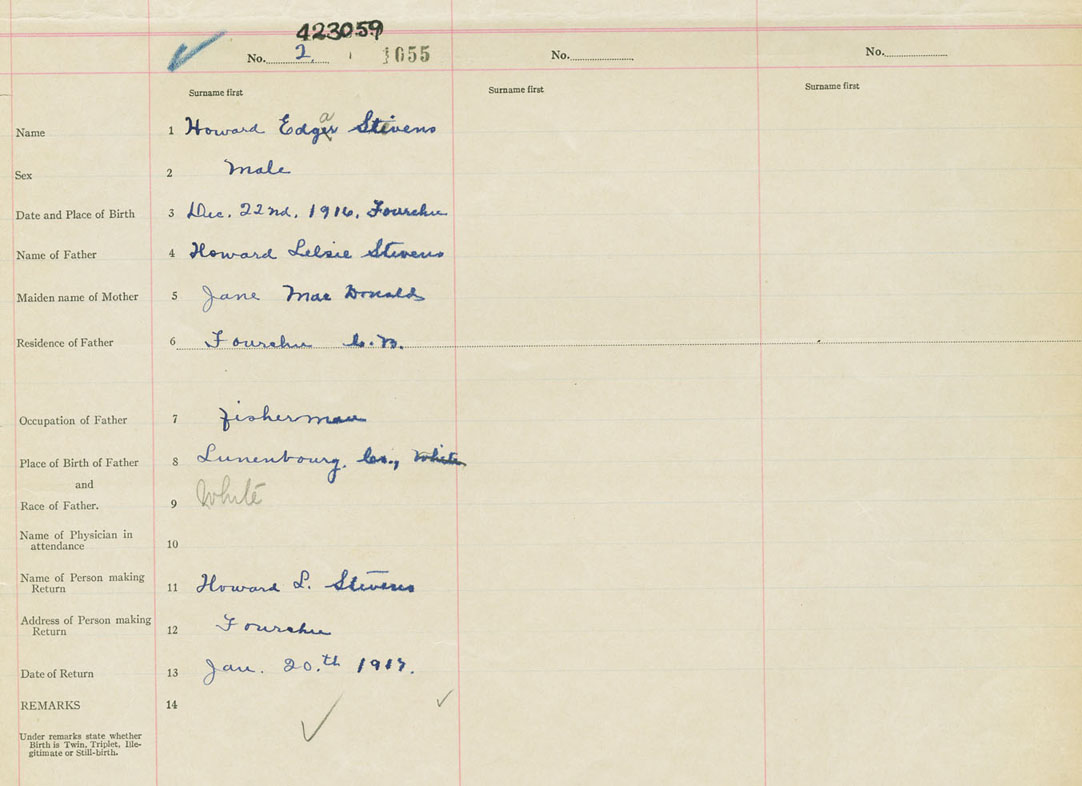 423059
No. 2. 1655 No. No.
Surname first Surname first Surname first
Name 1 Howard Edgar Stevens
Sex 2 Male
Date and Place of Birth 3 Dec. 22nd, 1916, Fourchu
Name of Father 4 Howard Lelsie Stevens
Maiden name of Mother 5 Jane MacDonald
Residence of Father 6 Fourchu C.B.
Occupation of Father 7 fisherman
Place of Birth of Father 8 Lunenbourg, Co., White
and
Race of Father. 9 White
Name of Physician in
attendance 10
Name of Person making
Return 11 Howard L. Stevens
Address of Person making
Return 12 Fourchu
Date of Return 13 Jan. 20th 1917.
REMARKS 14
Under remarks state whether
Birth is Twin, Triplet, Ille-
gitimate or Still-birth.